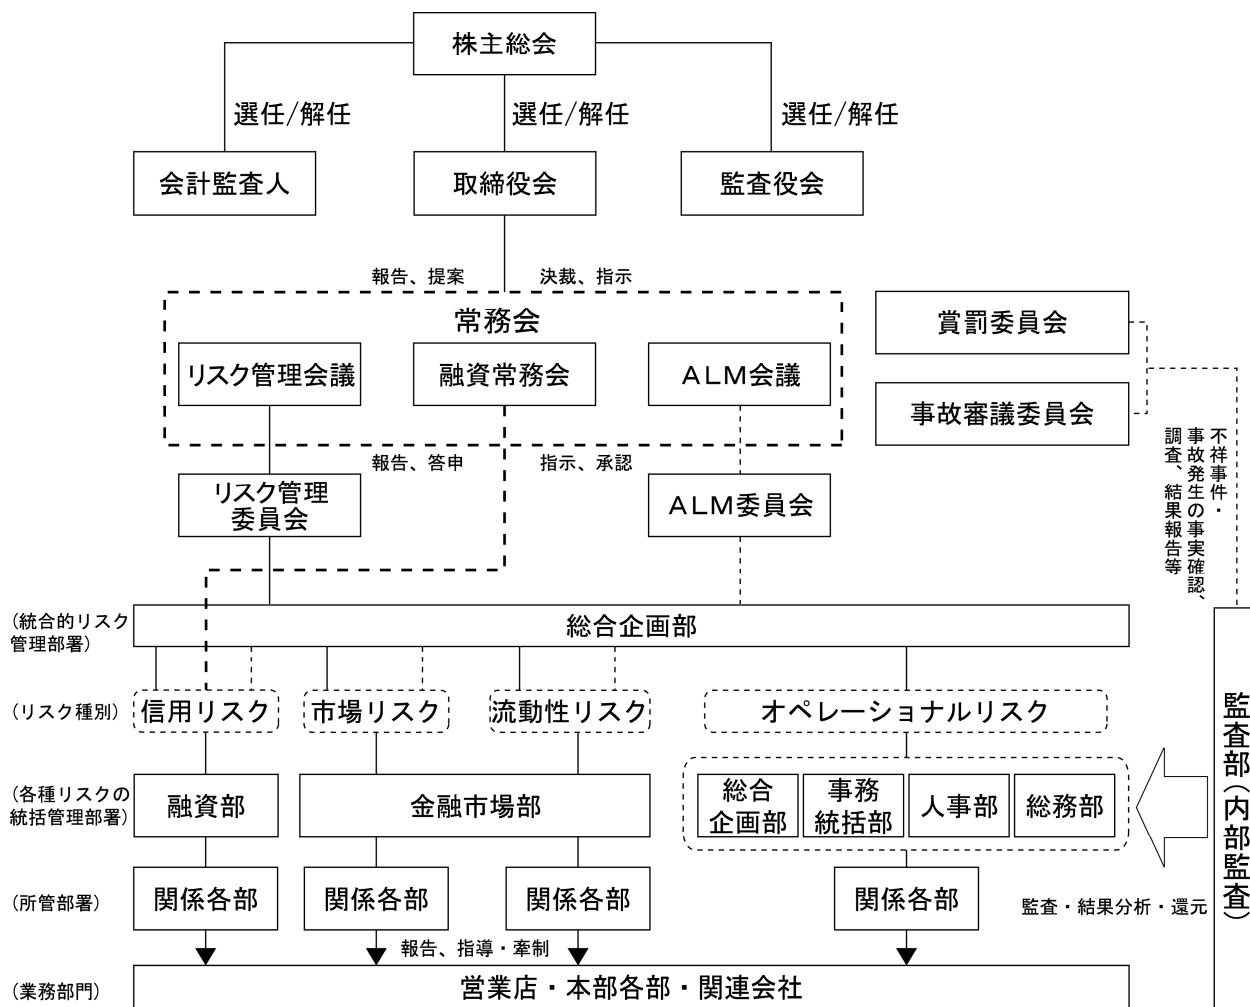 株主総会
選任/解任
選任/解任
選任/解任
会計監査人
取締役会
監査役会
報告、提案
決裁、指示
常務会
リスク管理会議
融資常務会
ALM会議
賞罰委員会
事故審議委員会
報告、答申
指示、承認
リスク管理
委員会
ALM委員会
不祥事件・
事故発生の事実確認、
調査、結果報告等
(統合的リスク
管理部署)
総合企画部
(リスク種別)
信用リスク
市場リスク
流動性リスク
オペレーショナルリスク
(各種リスクの
統括管理部署)
融資部
金融市場部
総合
企画部
事務
統括部
人事部
総務部
監査部(内部監査)
(所管部署)
関係各部
関係各部
関係各部
関係各部
監査・結果分析・還元
報告、指導・牽制
(業務部門)
営業店・本部各部・関連会社